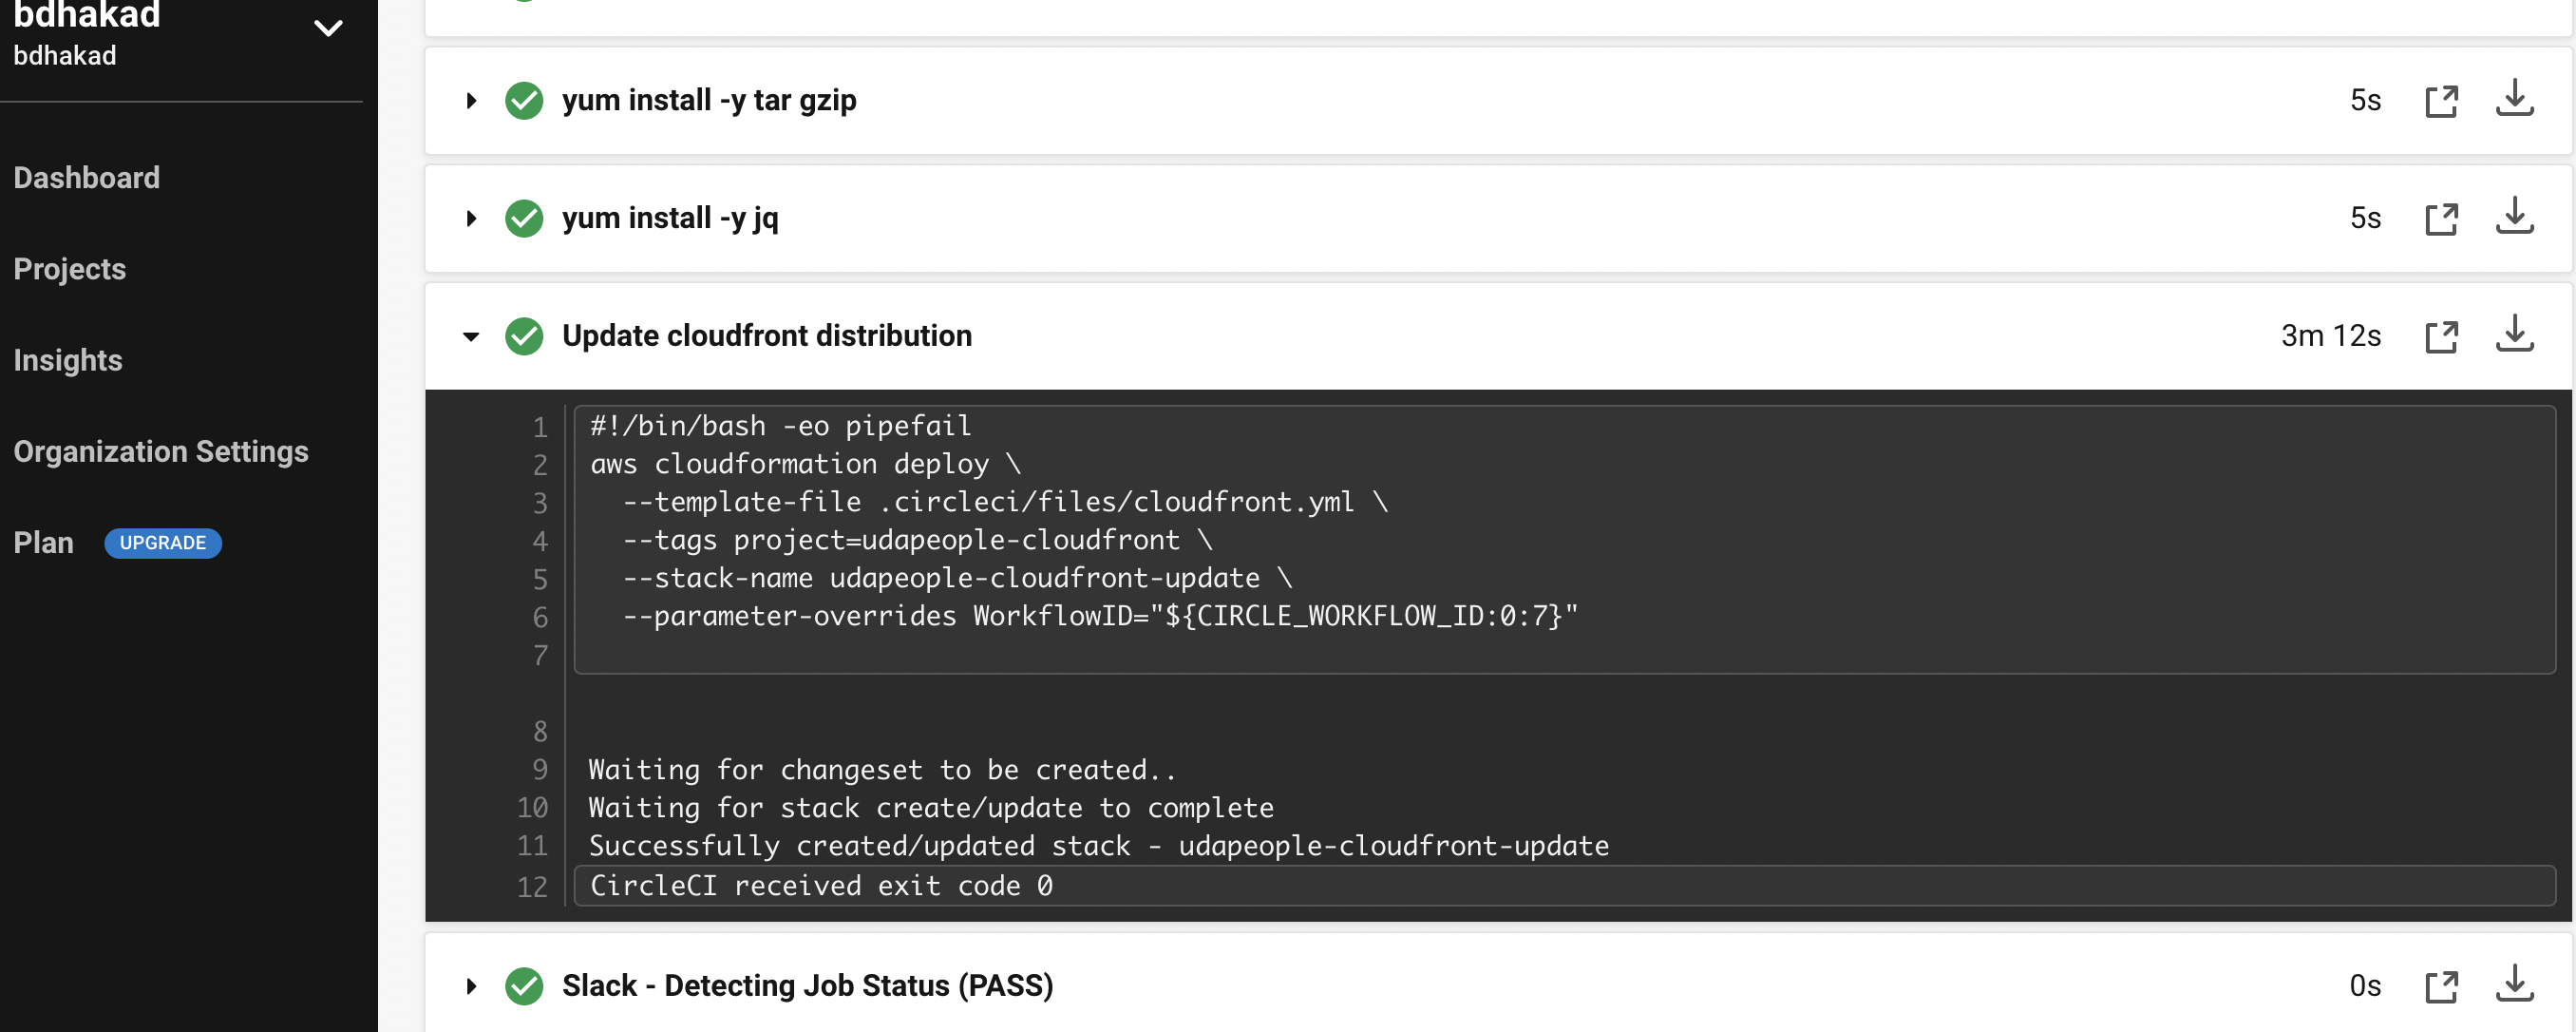 bdhakad
bdhakad
Dashboard
Projects
Insights
Organization Settings
Plan UPGRADE
yum install -y tar gzip 5s
yum install -y jq 5s
Update cloudfront distribution 3m 12s
1 #!/bin/bash -eo pipefail
2 aws cloudformation deploy \
3 --template-file .circleci/files/cloudfront.yml \
4 --tags project=udapeople-cloudfront \
5 --stack-name udapeople-cloudfront-update \
6 --parameter-overrides WorkflowID="${CIRCLE_WORKFLOW_ID:0:7}"
7
8
9 Waiting for changeset to be created..
10 Waiting for stack create/update to complete
11 Successfully created/updated stack - udapeople-cloudfront-update
12 CircleCI received exit code 0
Slack - Detecting Job Status (PASS) 0s